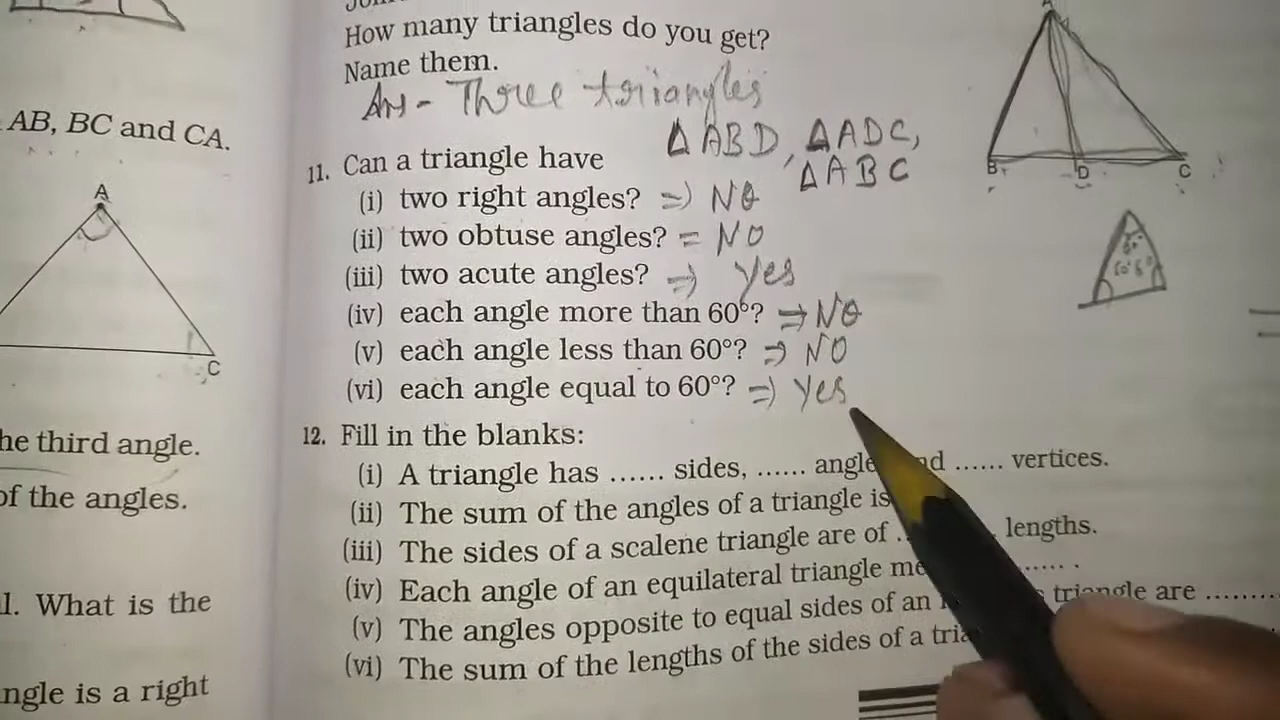 AB, BC and CA.
A
C
he third angle.
of the angles.
l. What is the
ngle is a right
How many triangles do you get?
Name them.
Ans - Three triangles
Δ ABD, Δ ADC,
Δ ABC
A
B
D
C
11. Can a triangle have
(i) two right angles? ⇒ NO
(ii) two obtuse angles? = NO
(iii) two acute angles? ⇒ Yes
(iv) each angle more than 60°? ⇒ NO
(v) each angle less than 60°? ⇒ NO
(vi) each angle equal to 60°? ⇒ Yes
12. Fill in the blanks:
(i) A triangle has ...... sides, ...... angle nd ...... vertices.
(ii) The sum of the angles of a triangle is
(iii) The sides of a scalene triangle are of .. lengths.
(iv) Each angle of an equilateral triangle me ...... .
(v) The angles opposite to equal sides of an triangle are ........
(vi) The sum of the lengths of the sides of a tria